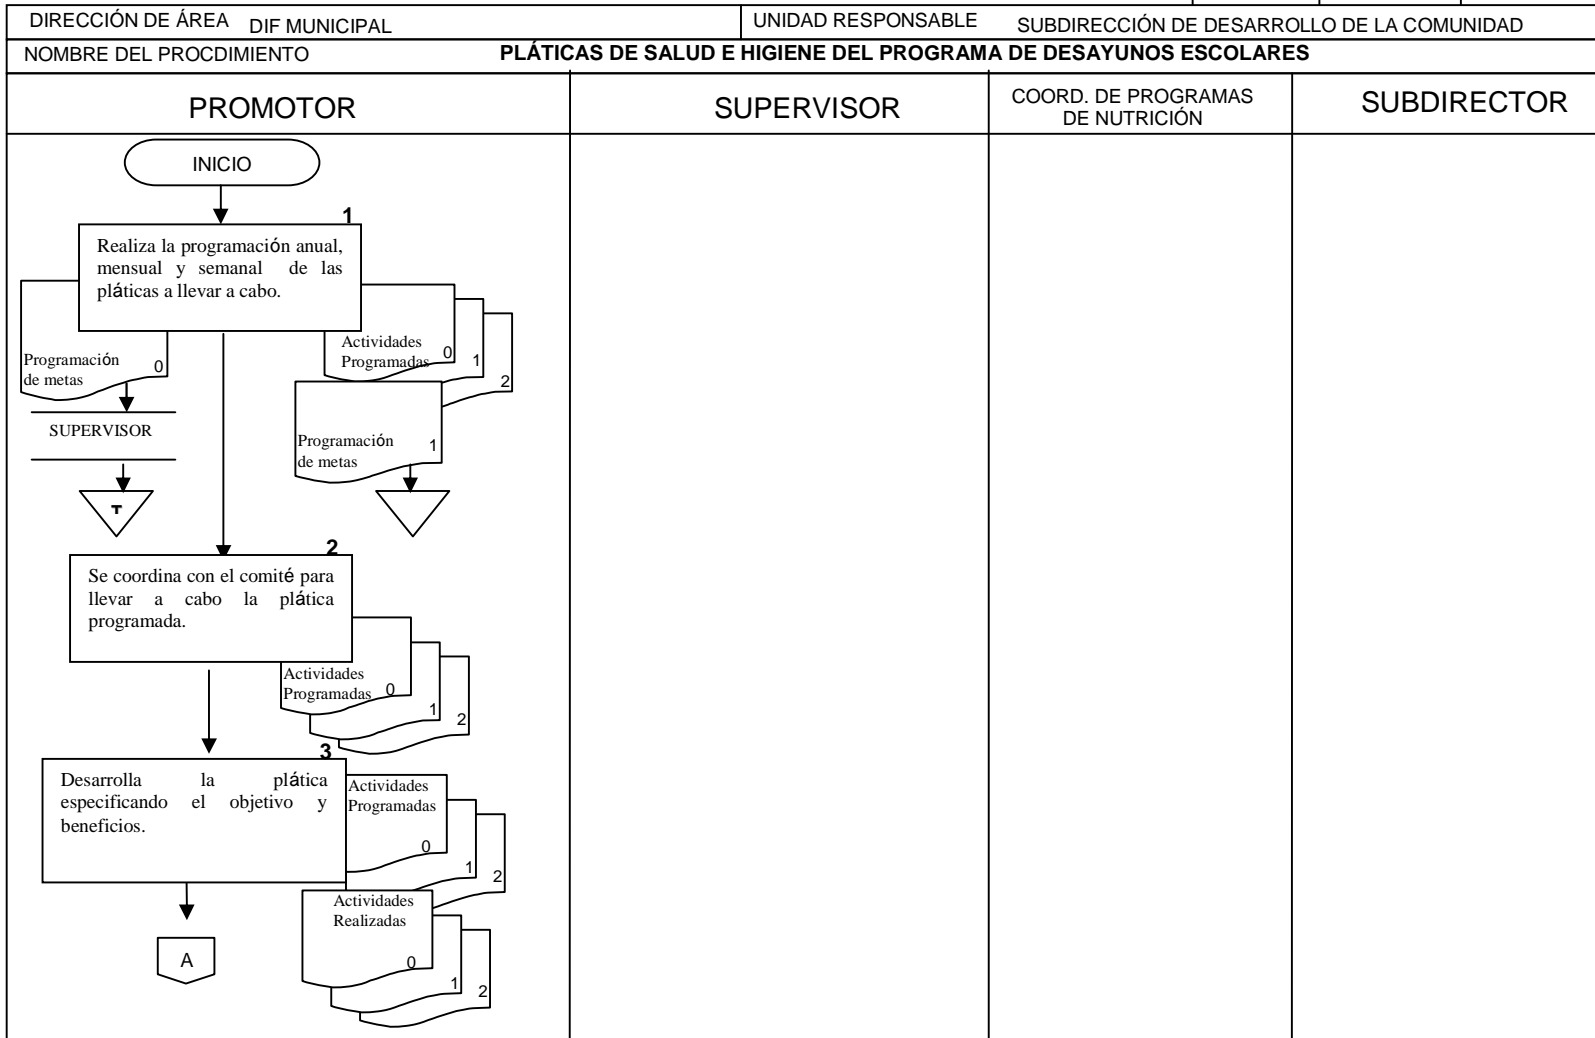 DIRECCIÓN DE ÁREA DIF MUNICIPAL UNIDAD RESPONSABLE SUBDIRECCIÓN DE DESARROLLO DE LA COMUNIDAD
NOMBRE DEL PROCDIMIENTO PLÁTICAS DE SALUD E HIGIENE DEL PROGRAMA DE DESAYUNOS ESCOLARES
PROMOTOR
SUPERVISOR
COORD. DE PROGRAMAS
DE NUTRICIÓN
SUBDIRECTOR
INICIO
1
Realiza la programación anual,
mensual y semanal de las
pláticas a llevar a cabo.
Programación
de metas
0
Actividades
Programadas
0
1
2
SUPERVISOR
Programación
de metas
1
T
2
Se coordina con el comité para
llevar a cabo la plática
programada.
Actividades
Programadas
0
1
2
3
Desarrolla la plática
especificando el objetivo y
beneficios.
Actividades
Programadas
0
1
2
Actividades
Realizadas
0
1
2
A